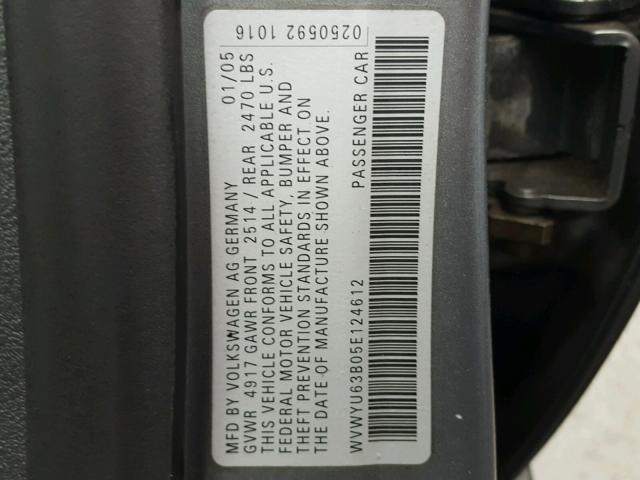 MFD BY VOLKSWAGEN AG GERMANY 01/05
GVWR 4917 GAWR FRONT 2514 / REAR 2470 LBS
THIS VEHICLE CONFORMS TO ALL APPLICABLE U.S.
FEDERAL MOTOR VEHICLE SAFETY, BUMPER AND
THEFT PREVENTION STANDARDS IN EFFECT ON
THE DATE OF MANUFACTURE SHOWN ABOVE.
WVWYU63B05E124612 PASSENGER CAR
0250592 1016